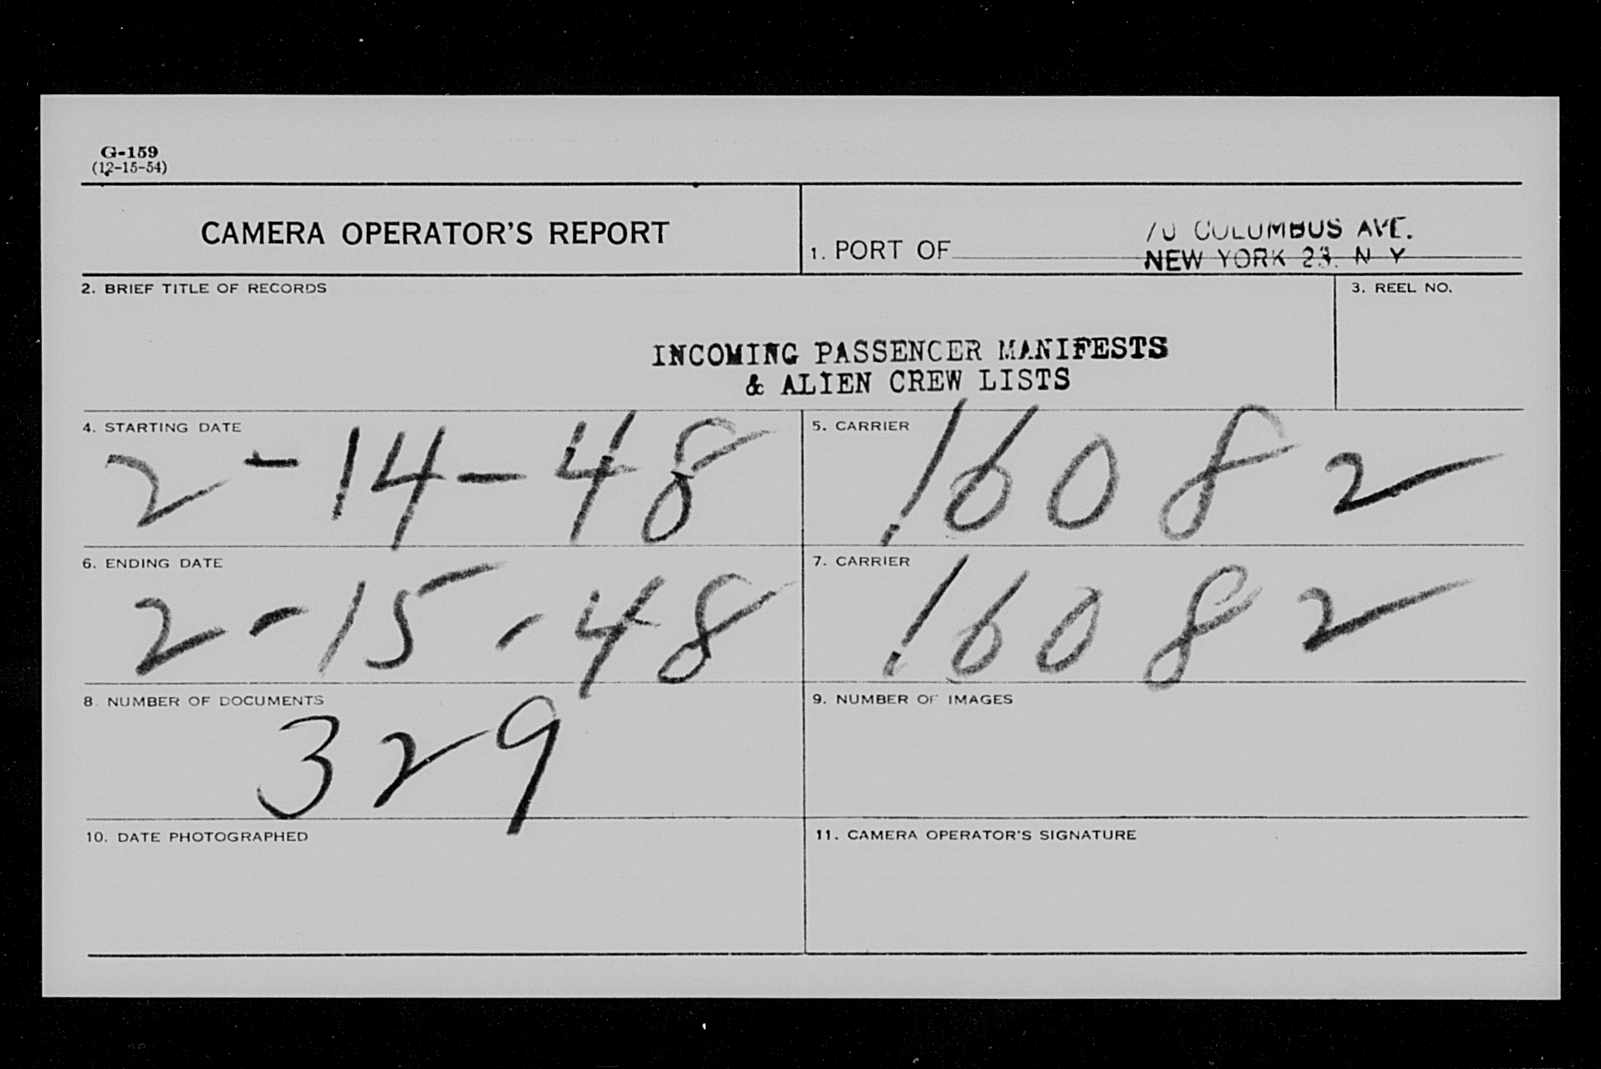 G-159
(12-15-54)
CAMERA OPERATOR'S REPORT
1. PORT OF
70 COLUMBUS AVE.
NEW YORK 23, N Y
2. BRIEF TITLE OF RECORDS
3. REEL NO.
INCOMING PASSENGER MANIFESTS
& ALIEN CREW LISTS
4. STARTING DATE
2-14-48
5. CARRIER
16082
6. ENDING DATE
2-15-48
7. CARRIER
16082
8. NUMBER OF DOCUMENTS
329
9. NUMBER OF IMAGES
10. DATE PHOTOGRAPHED
11. CAMERA OPERATOR'S SIGNATURE